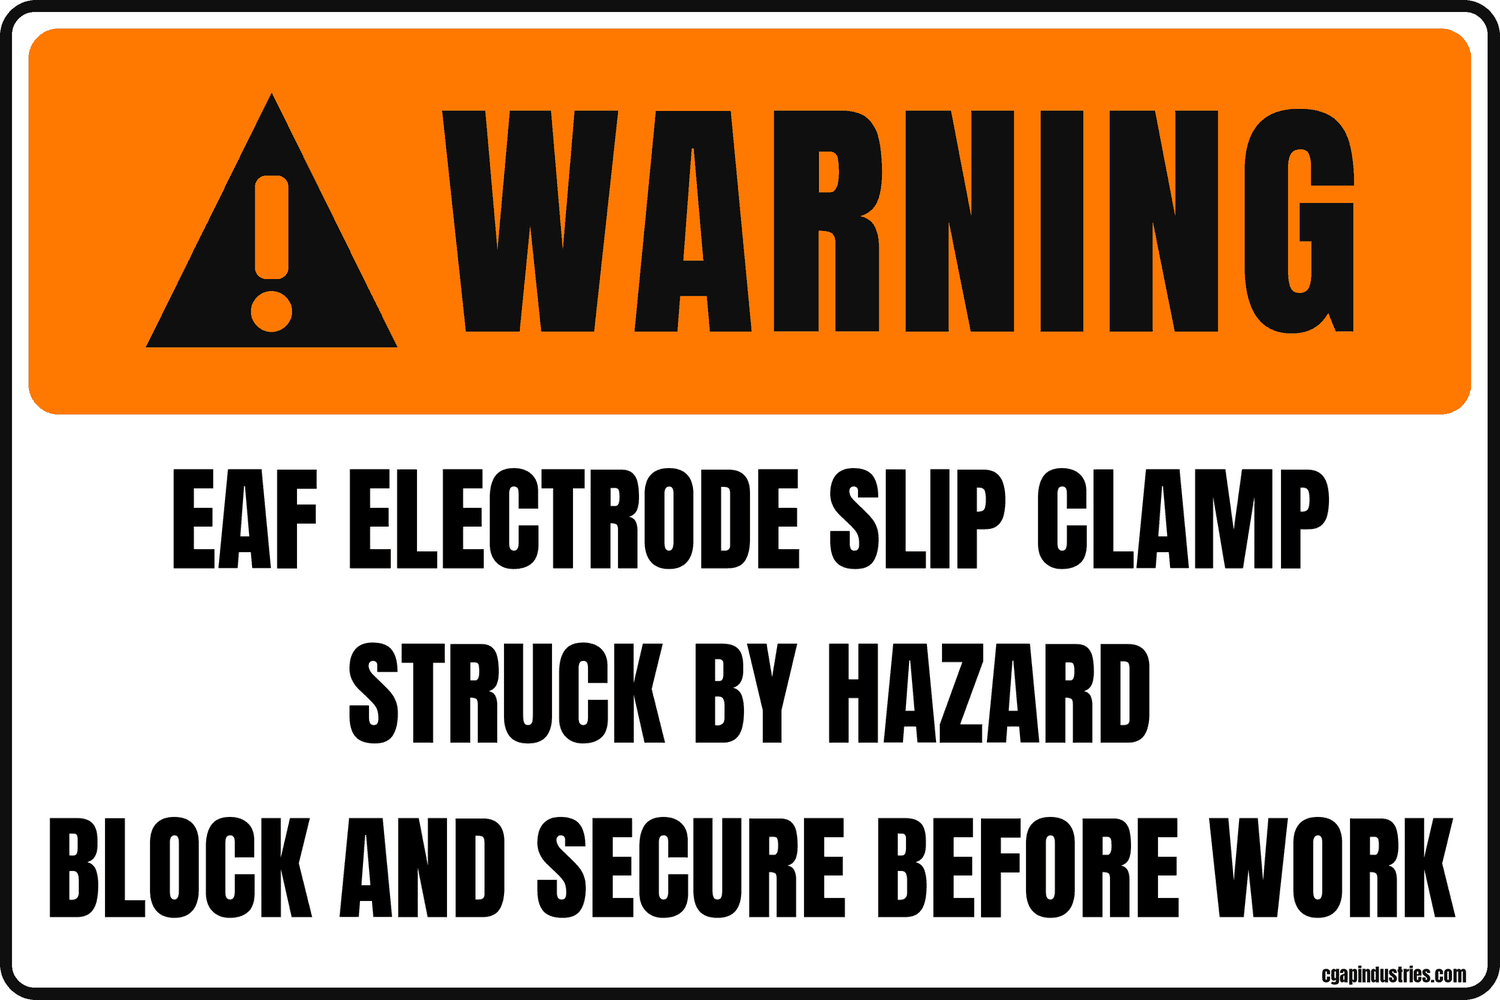 WARNING
EAF ELECTRODE SLIP CLAMP
STRUCK BY HAZARD
BLOCK AND SECURE BEFORE WORK
cgapindustries.com